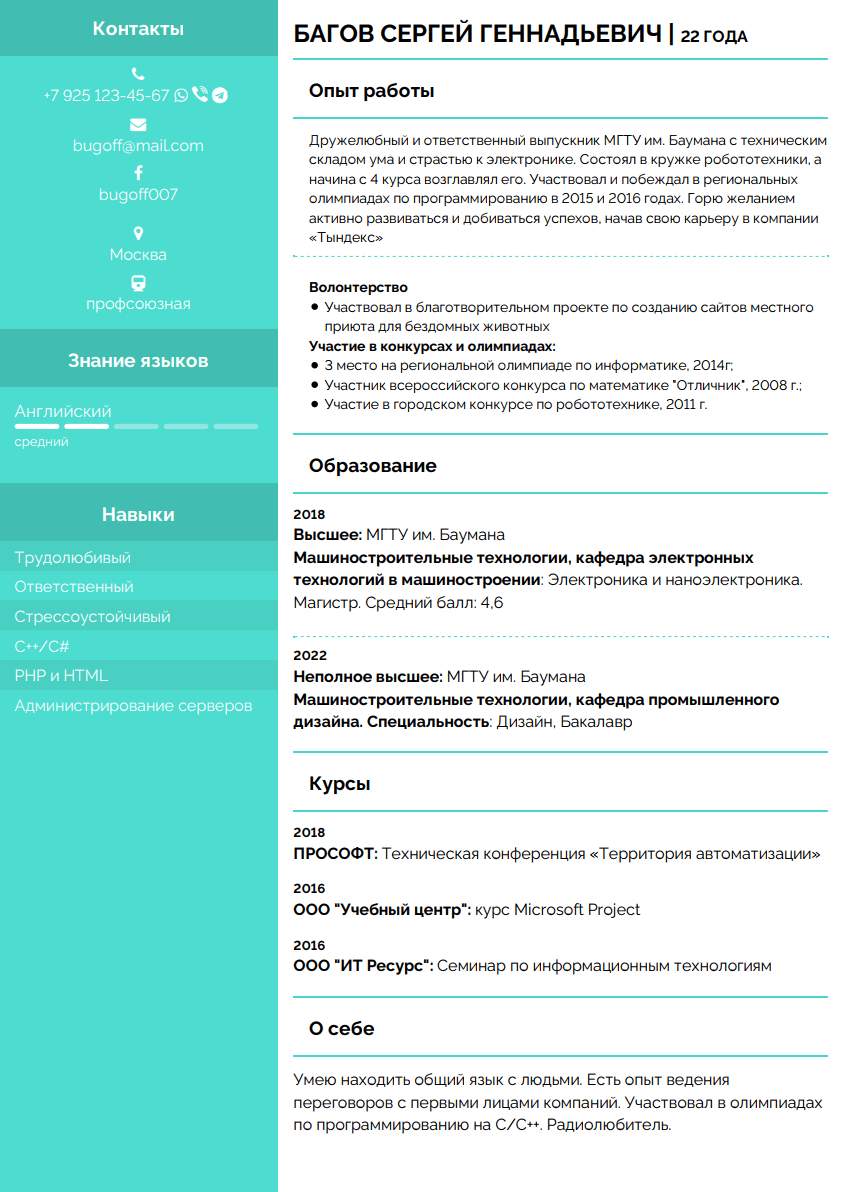 Контакты
+7 925 123-45-67
bugoff@mail.com
bugoff007
Москва
профсоюзная
Знание языков
Английский
средний
Навыки
Трудолюбивый
Ответственный
Стрессоустойчивый
C++/C#
PHP и HTML
Администрирование серверов
БАГОВ СЕРГЕЙ ГЕННАДЬЕВИЧ | 22 ГОДА
Опыт работы
Дружелюбный и ответственный выпускник МГТУ им. Баумана с техническим
складом ума и страстью к электронике. Состоял в кружке робототехники, а
начина с 4 курса возглавлял его. Участвовал и побеждал в региональных
олимпиадах по программированию в 2015 и 2016 годах. Горю желанием
активно развиваться и добиваться успехов, начав свою карьеру в компании
«Тындекс»
Волонтерство
• Участвовал в благотворительном проекте по созданию сайтов местного
приюта для бездомных животных
Участие в конкурсах и олимпиадах:
• 3 место на региональной олимпиаде по информатике, 2014г;
• Участник всероссийского конкурса по математике "Отличник", 2008 г.;
• Участие в городском конкурсе по робототехнике, 2011 г.
Образование
2018
Высшее: МГТУ им. Баумана
Машиностроительные технологии, кафедра электронных
технологий в машиностроении: Электроника и наноэлектроника.
Магистр. Средний балл: 4,6
2022
Неполное высшее: МГТУ им. Баумана
Машиностроительные технологии, кафедра промышленного
дизайна. Специальность: Дизайн, Бакалавр
Курсы
2018
ПРОСОФТ: Техническая конференция «Территория автоматизации»
2016
ООО "Учебный центр": курс Microsoft Project
2016
ООО "ИТ Ресурс": Семинар по информационным технологиям
О себе
Умею находить общий язык с людьми. Есть опыт ведения
переговоров с первыми лицами компаний. Участвовал в олимпиадах
по программированию на C/C++. Радиолюбитель.